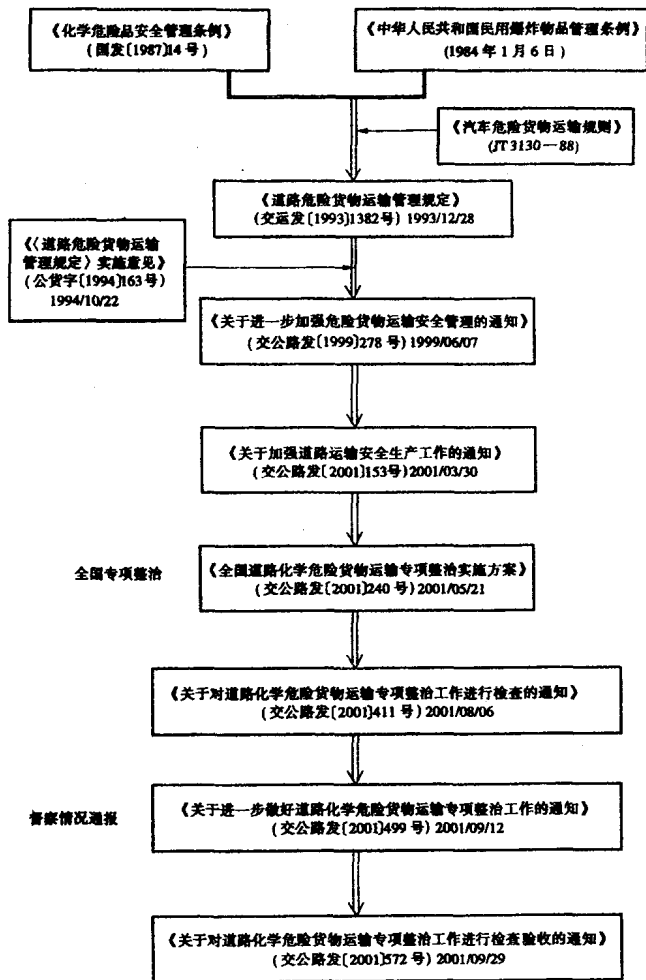 《化学危险品安全管理条例》
(国发〔1987〕14号)
《中华人民共和国民用爆炸物品管理条例》
(1984年1月6日)
《汽车危险货物运输规则》
(JT 3130—88)
《道路危险货物运输管理规定》
(交运发〔1993〕1382号) 1993/12/28
《〈道路危险货物运输
管理规定〉实施意见》
(公货字〔1994〕163号)
1994/10/22
《关于进一步加强危险货物运输安全管理的通知》
(交公路发〔1999〕278号) 1999/06/07
《关于加强道路运输安全生产工作的通知》
(交公路发〔2001〕153号) 2001/03/30
全国专项整治
《全国道路化学危险货物运输专项整治实施方案》
(交公路发〔2001〕240号) 2001/05/21
《关于对道路化学危险货物运输专项整治工作进行检查的通知》
(交公路发〔2001〕411号) 2001/08/06
督察情况通报
《关于进一步做好道路化学危险货物运输专项整治工作的通知》
(交公路发〔2001〕499号) 2001/09/12
《关于对道路化学危险货物运输专项整治工作进行检查验收的通知》
(交公路发〔2001〕572号) 2001/09/29